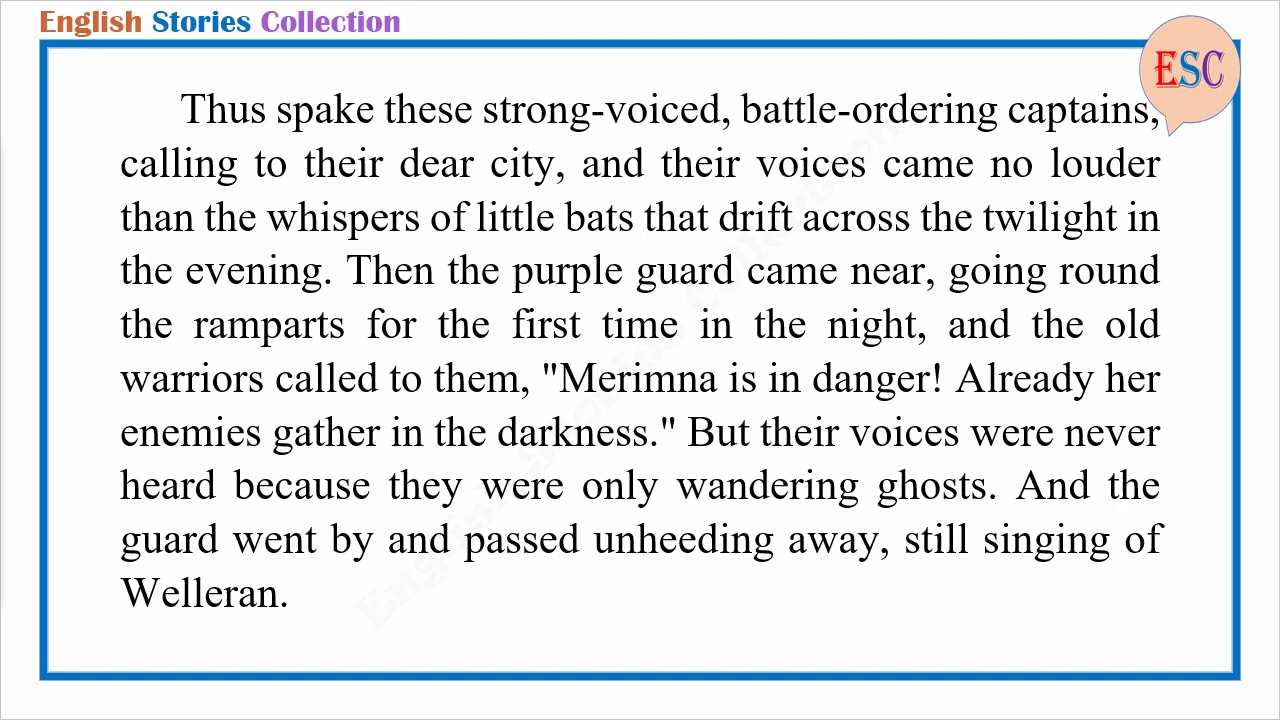 English Stories Collection
ESC
Thus spake these strong-voiced, battle-ordering captains,
calling to their dear city, and their voices came no louder
than the whispers of little bats that drift across the twilight in
the evening. Then the purple guard came near, going round
the ramparts for the first time in the night, and the old
warriors called to them, "Merimna is in danger! Already her
enemies gather in the darkness." But their voices were never
heard because they were only wandering ghosts. And the
guard went by and passed unheeding away, still singing of
Welleran.
English Stories Collection